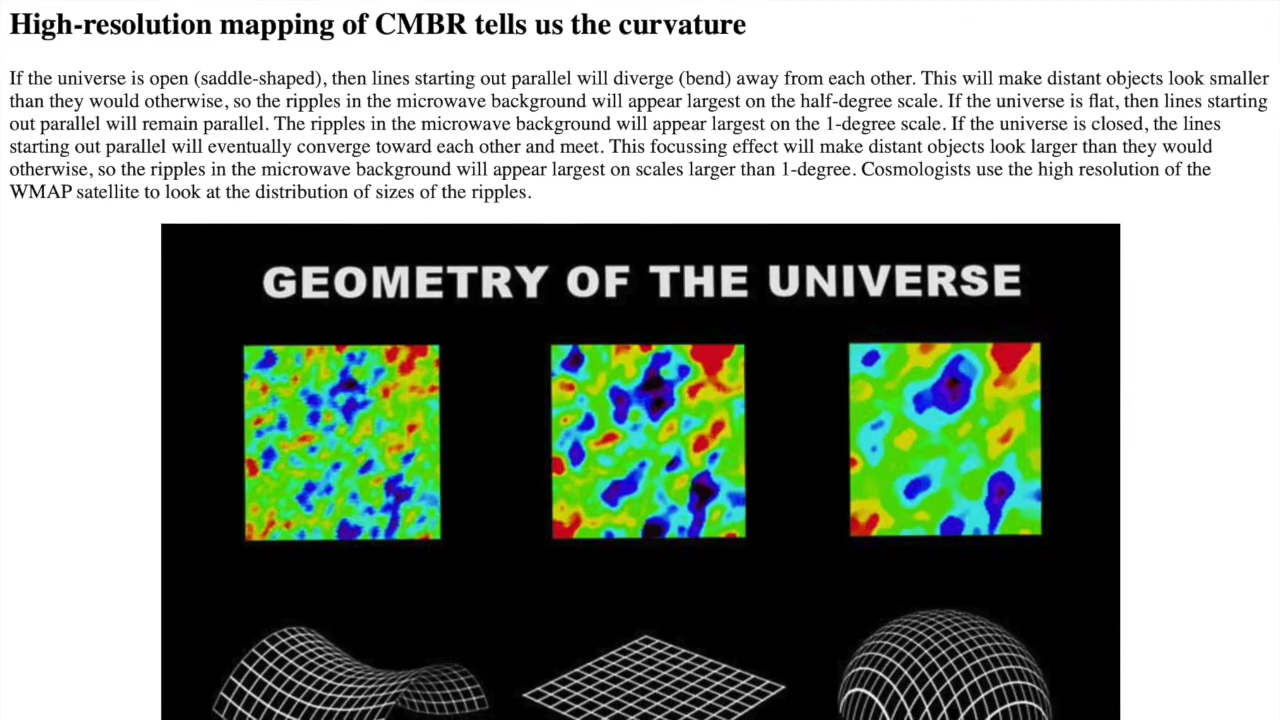 High-resolution mapping of CMBR tells us the curvature
If the universe is open (saddle-shaped), then lines starting out parallel will diverge (bend) away from each other. This will make distant objects look smaller
than they would otherwise, so the ripples in the microwave background will appear largest on the half-degree scale. If the universe is flat, then lines starting
out parallel will remain parallel. The ripples in the microwave background will appear largest on the 1-degree scale. If the universe is closed, the lines
starting out parallel will eventually converge toward each other and meet. This focussing effect will make distant objects look larger than they would
otherwise, so the ripples in the microwave background will appear largest on scales larger than 1-degree. Cosmologists use the high resolution of the
WMAP satellite to look at the distribution of sizes of the ripples.
GEOMETRY OF THE UNIVERSE